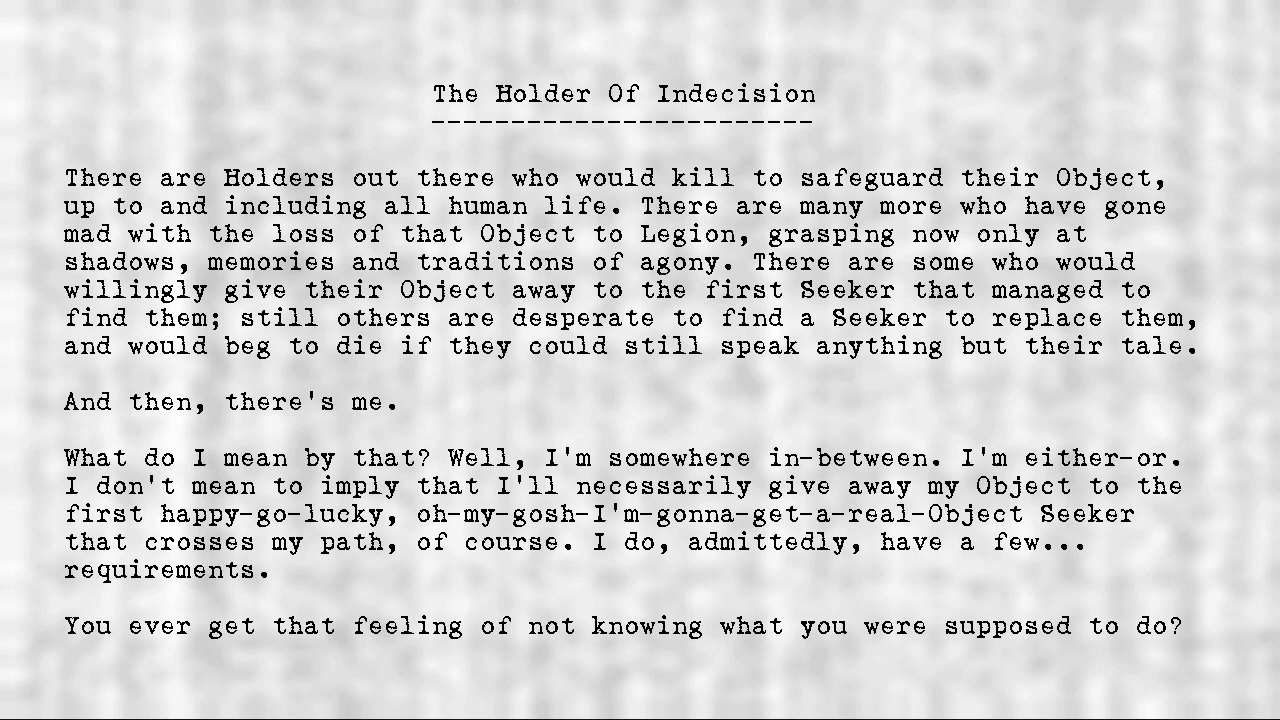 The Holder Of Indecision
------------------------
There are Holders out there who would kill to safeguard their Object,
up to and including all human life. There are many more who have gone
mad with the loss of that Object to Legion, grasping now only at
shadows, memories and traditions of agony. There are some who would
willingly give their Object away to the first Seeker that managed to
find them; still others are desperate to find a Seeker to replace them,
and would beg to die if they could still speak anything but their tale.
And then, there's me.
What do I mean by that? Well, I'm somewhere in-between. I'm either-or.
I don't mean to imply that I'll necessarily give away my Object to the
first happy-go-lucky, oh-my-gosh-I'm-gonna-get-a-real-Object Seeker
that crosses my path, of course. I do, admittedly, have a few...
requirements.
You ever get that feeling of not knowing what you were supposed to do?